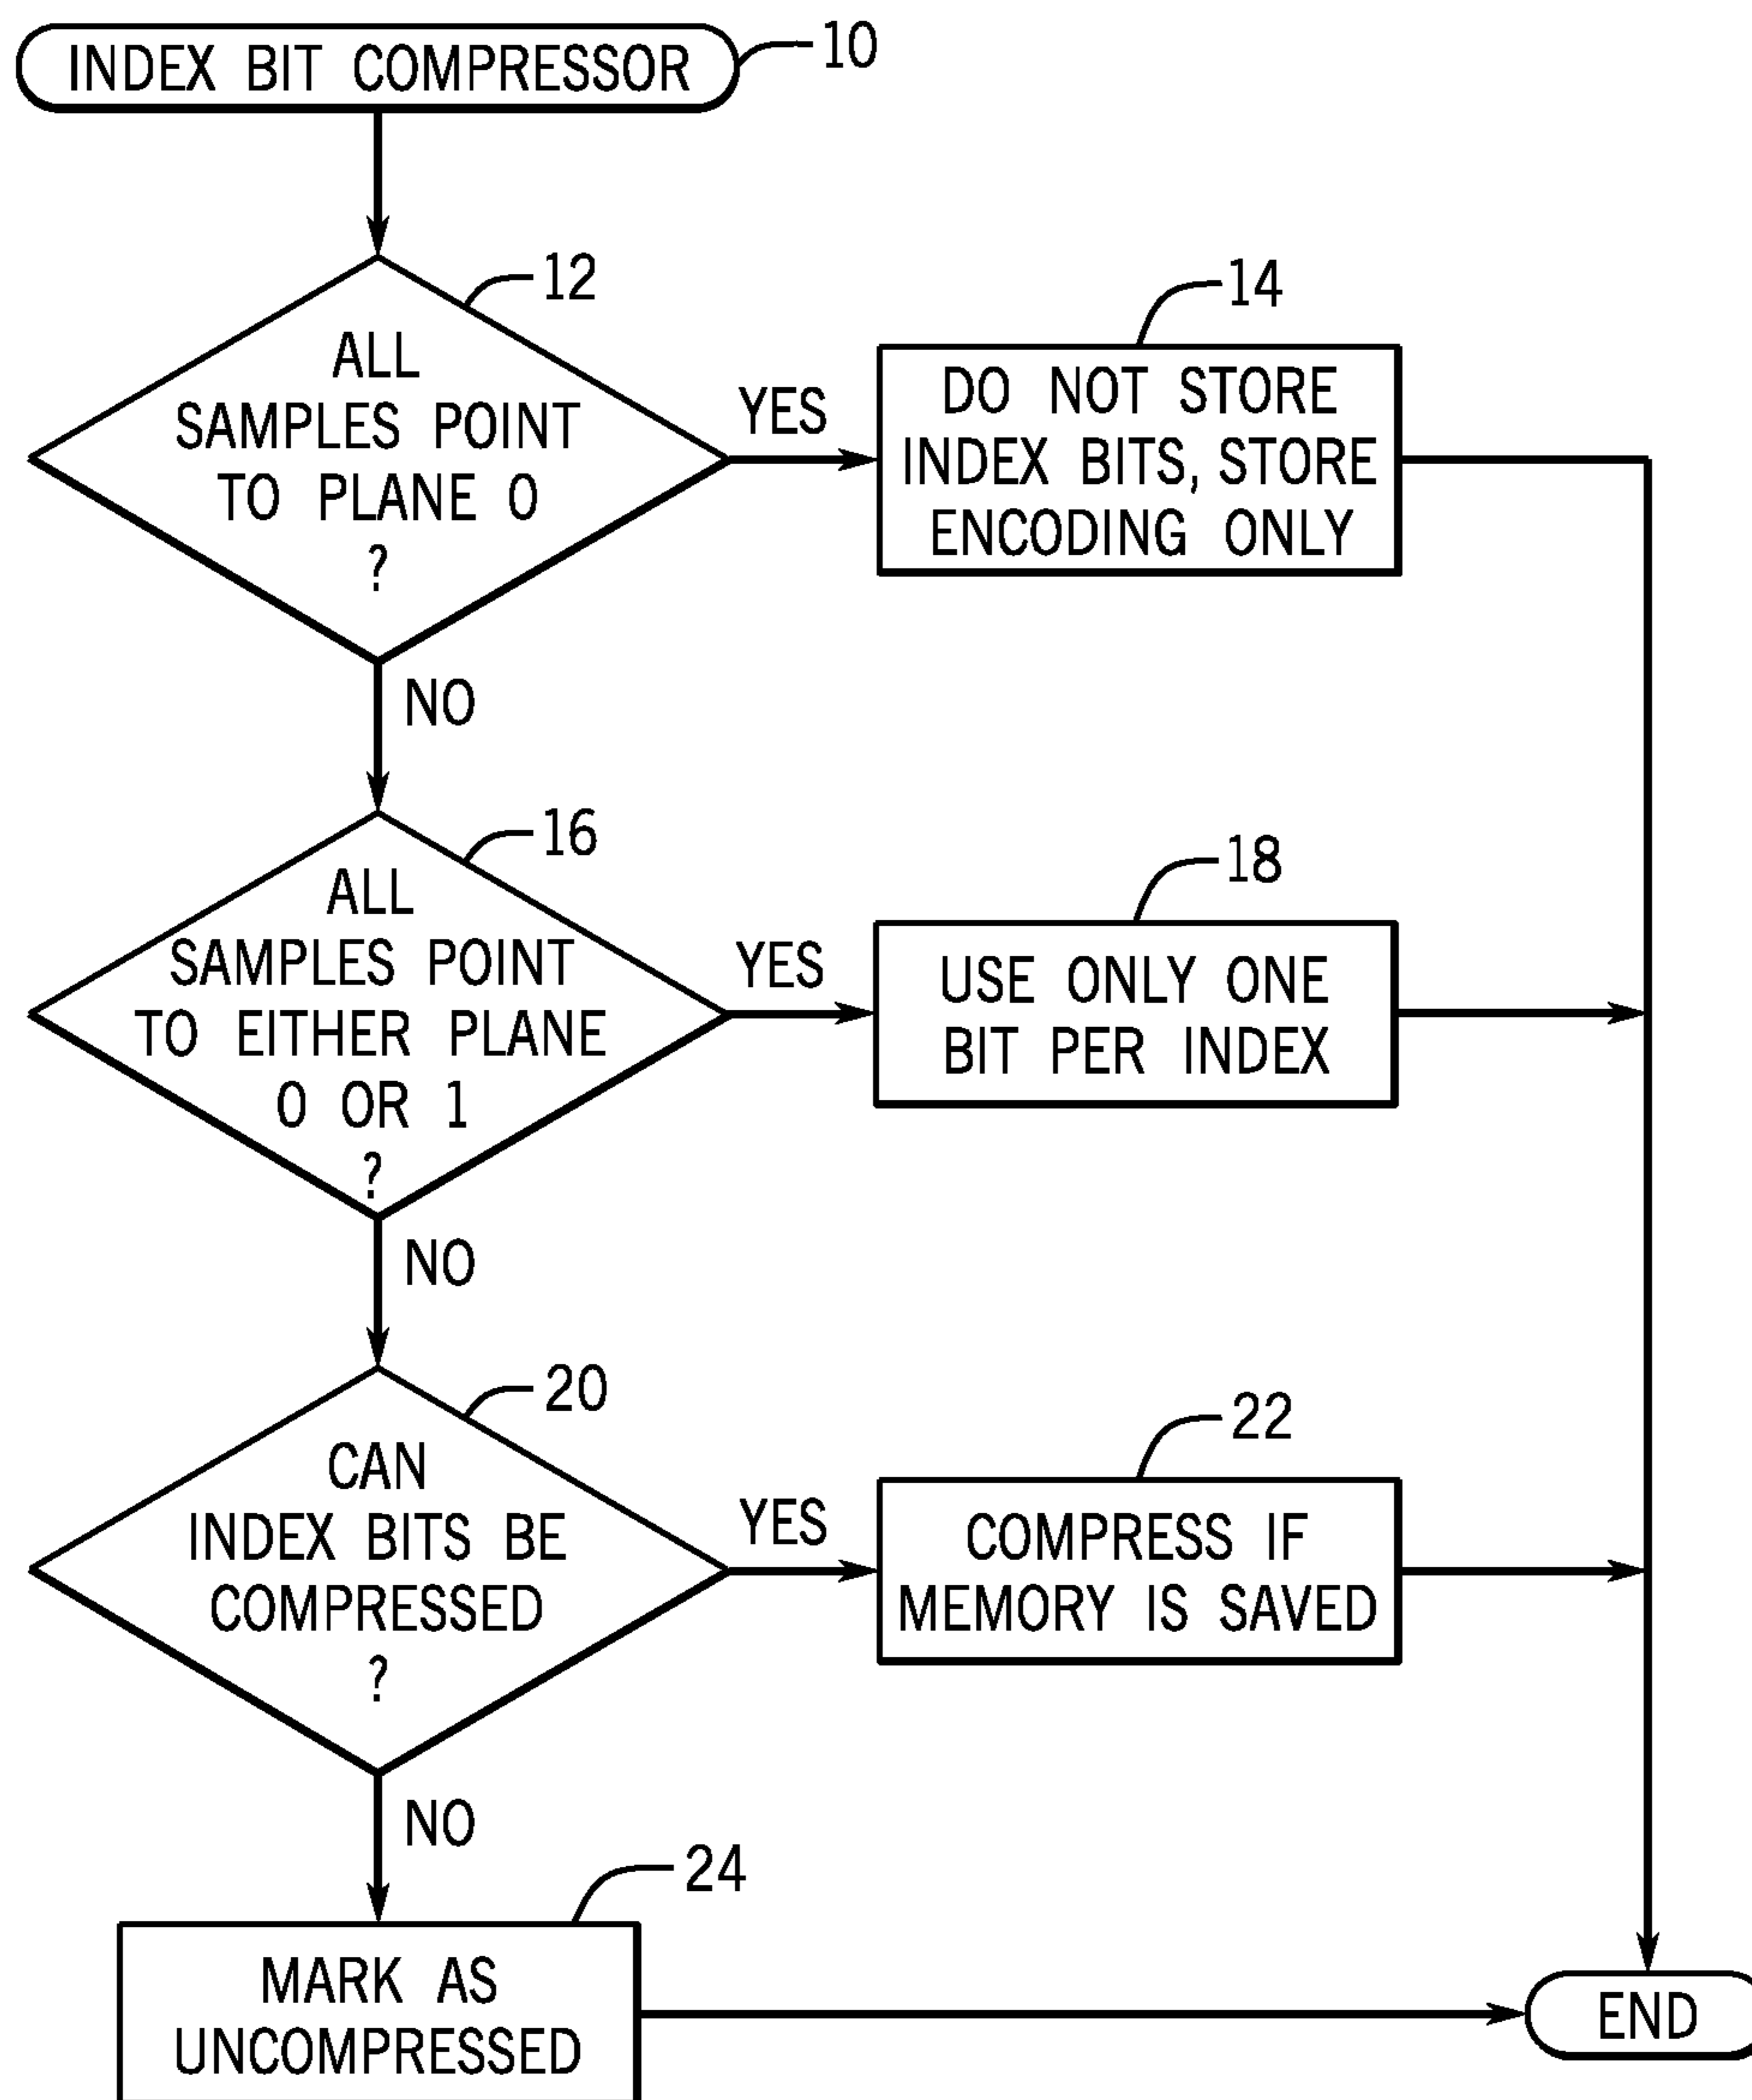 INDEX BIT COMPRESSOR
10
12
ALL
SAMPLES POINT
TO PLANE 0
?
YES
14
DO NOT STORE
INDEX BITS, STORE
ENCODING ONLY
NO
16
ALL
SAMPLES POINT
TO EITHER PLANE
0 OR 1
?
YES
18
USE ONLY ONE
BIT PER INDEX
NO
20
CAN
INDEX BITS BE
COMPRESSED
?
YES
22
COMPRESS IF
MEMORY IS SAVED
NO
24
MARK AS
UNCOMPRESSED
END